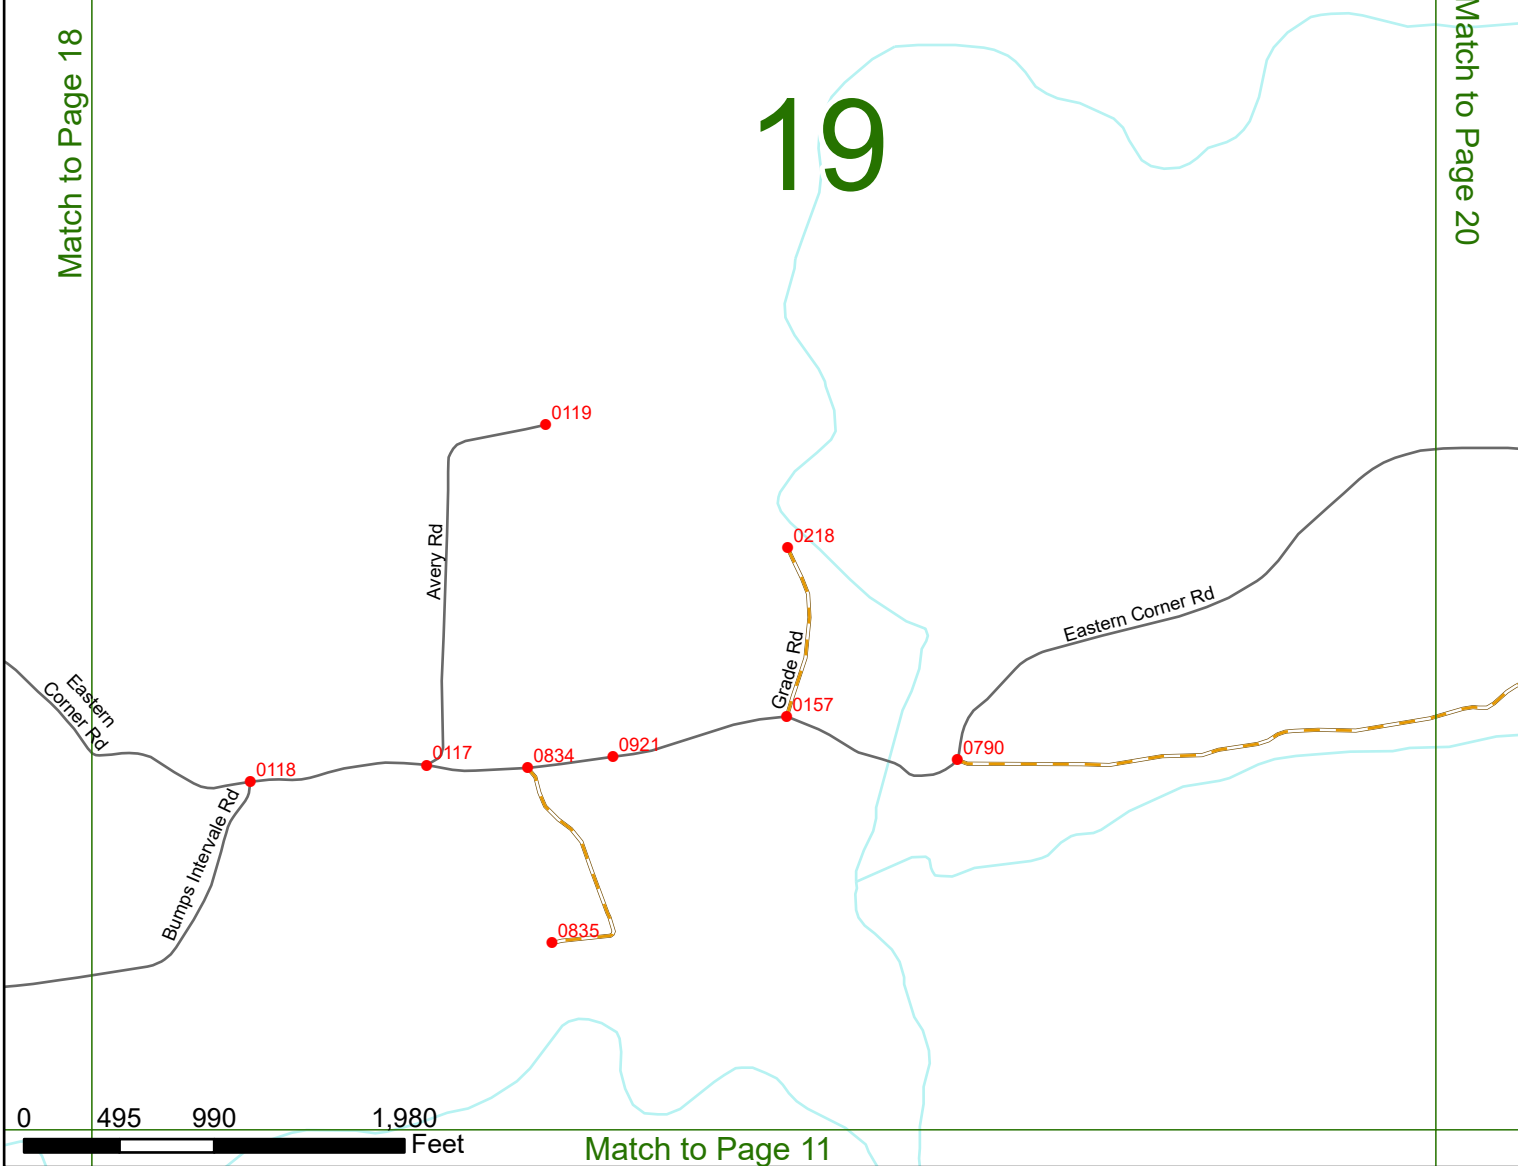 Match to Page 18
Match to Page 20
19
0119
Avery Rd
0218
Grade Rd
0157
Eastern Corner Rd
Eastern
Corner Rd
0118
0117
0834
0921
0790
Bumps Intervale Rd
0835
0 495 990 1,980
Feet
Match to Page 11